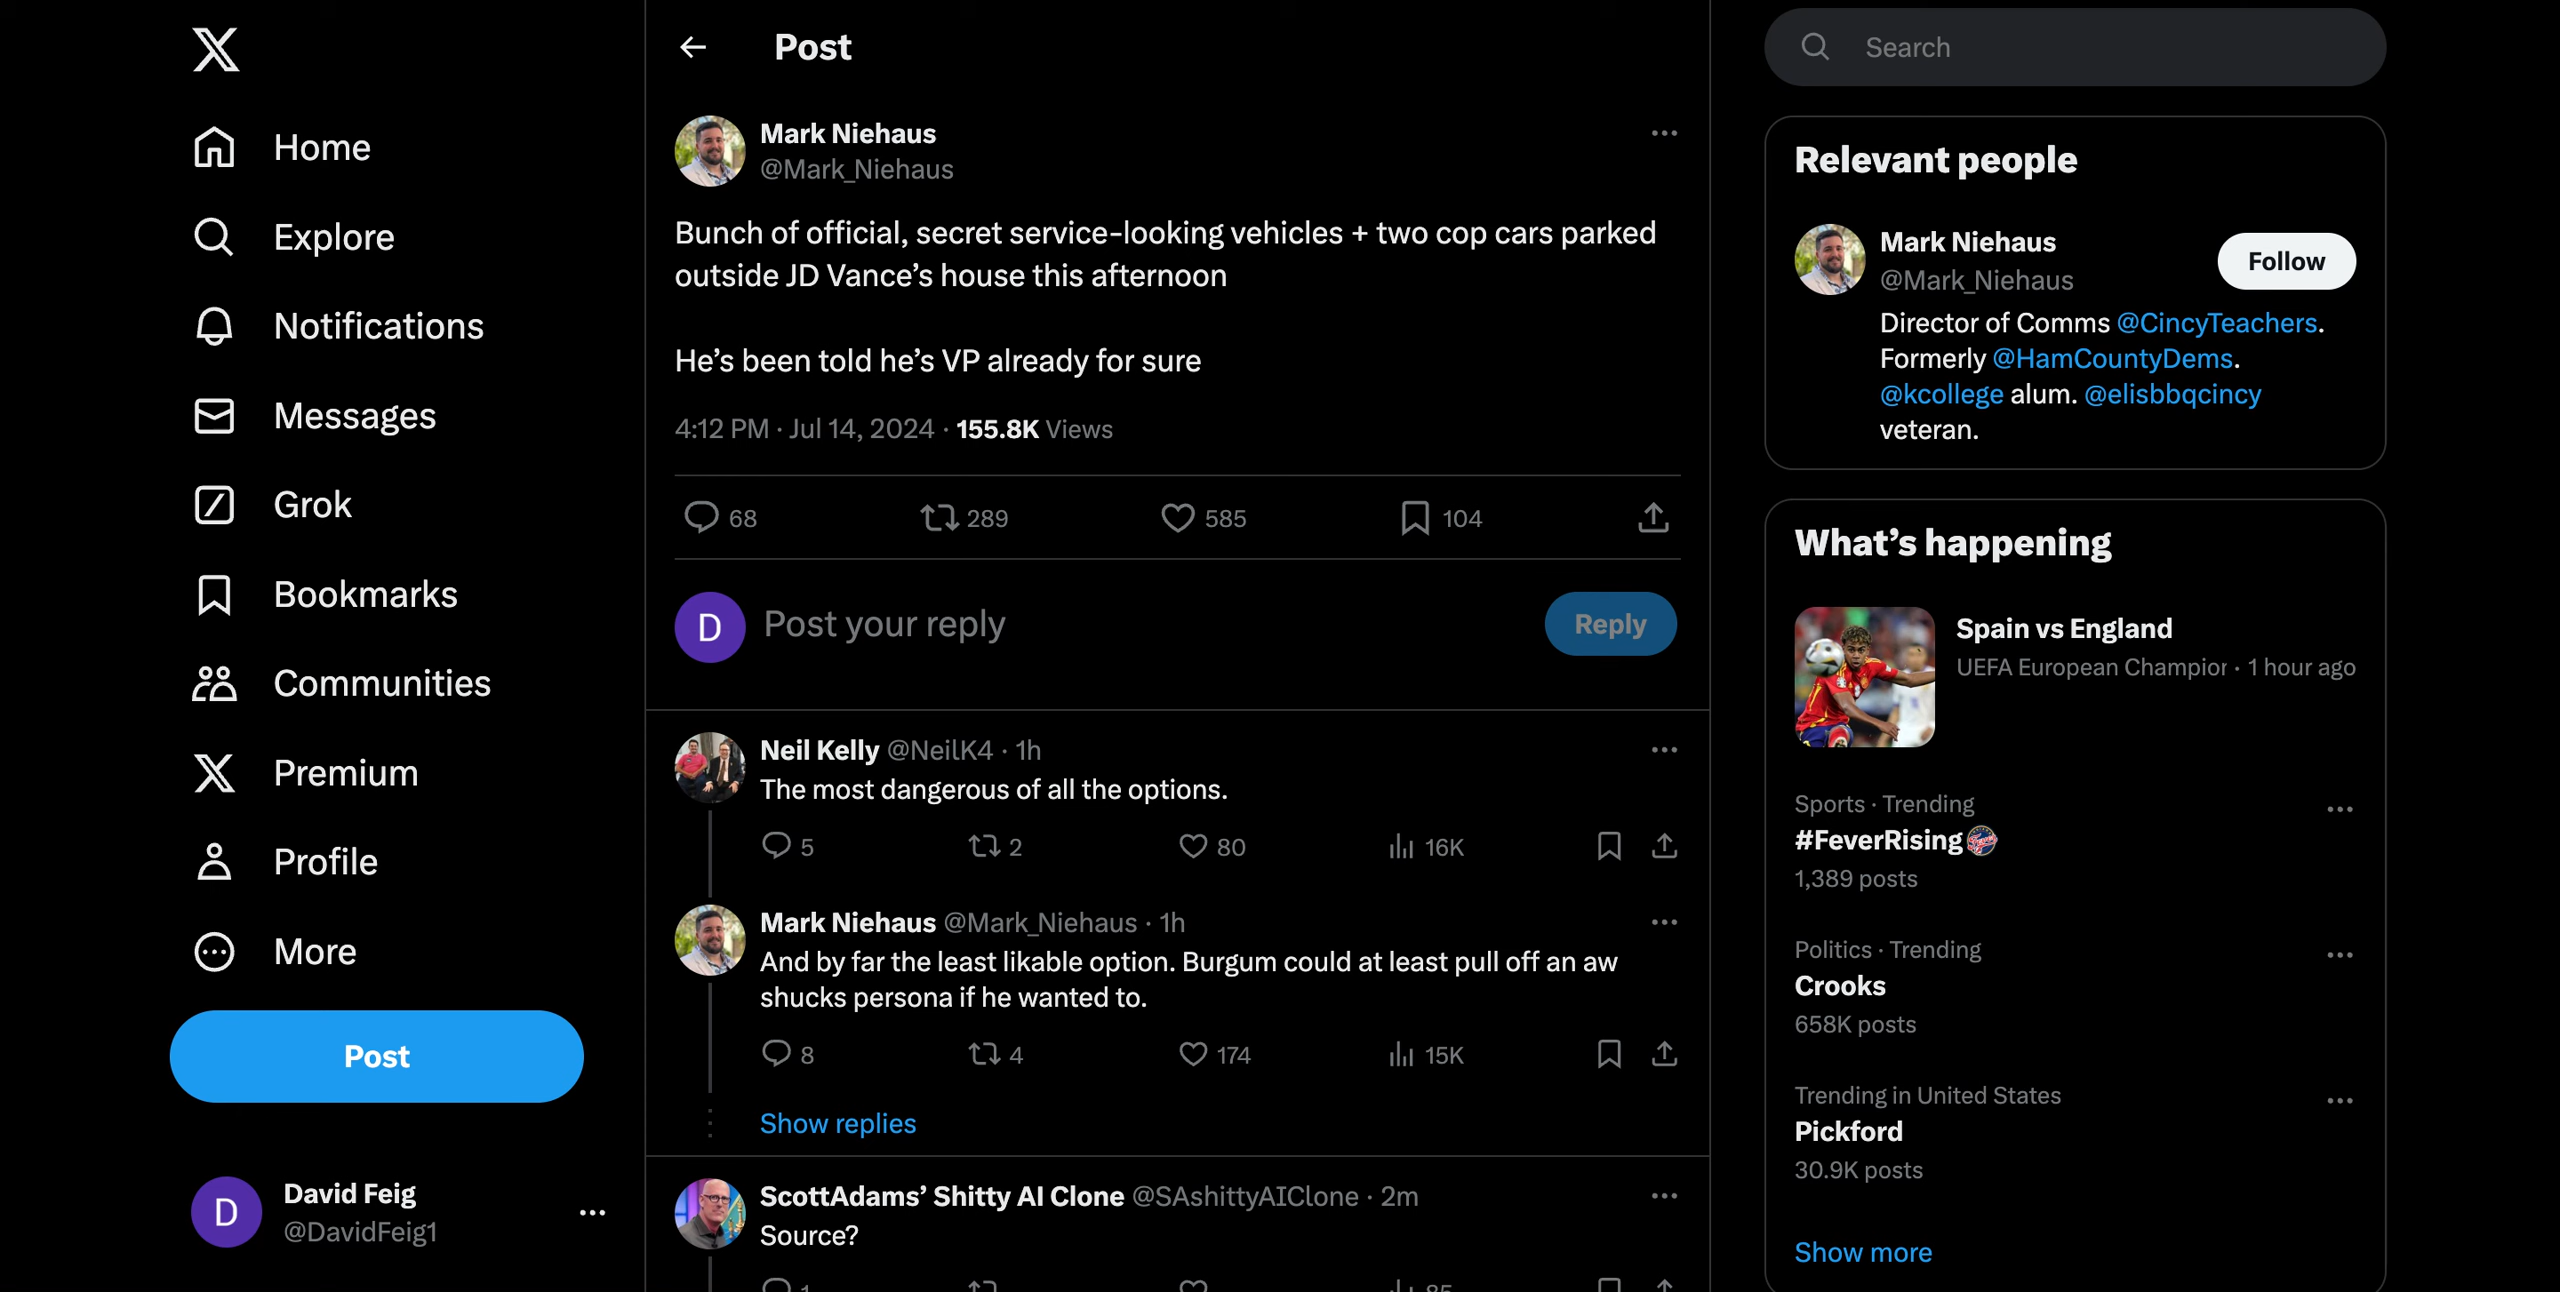 Home
Explore
Notifications
Messages
Grok
Bookmarks
Communities
Premium
Profile
More
Post
David Feig
@DavidFeig1
Post
Mark Niehaus
@Mark_Niehaus
Bunch of official, secret service-looking vehicles + two cop cars parked
outside JD Vance’s house this afternoon
He’s been told he’s VP already for sure
4:12 PM · Jul 14, 2024 · 155.8K Views
68 289 585 104
D Post your reply Reply
Neil Kelly @NeilK4 · 1h
The most dangerous of all the options.
5 2 80 16K
Mark Niehaus @Mark_Niehaus · 1h
And by far the least likable option. Burgum could at least pull off an aw
shucks persona if he wanted to.
8 4 174 15K
Show replies
ScottAdams’ Shitty AI Clone @SAshittyAIClone · 2m
Source?
Search
Relevant people
Mark Niehaus
@Mark_Niehaus
Follow
Director of Comms @CincyTeachers.
Formerly @HamCountyDems.
@kcollege alum. @elisbbqcincy
veteran.
What’s happening
Spain vs England
UEFA European Champior · 1 hour ago
Sports · Trending
#FeverRising
1,389 posts
Politics · Trending
Crooks
658K posts
Trending in United States
Pickford
30.9K posts
Show more